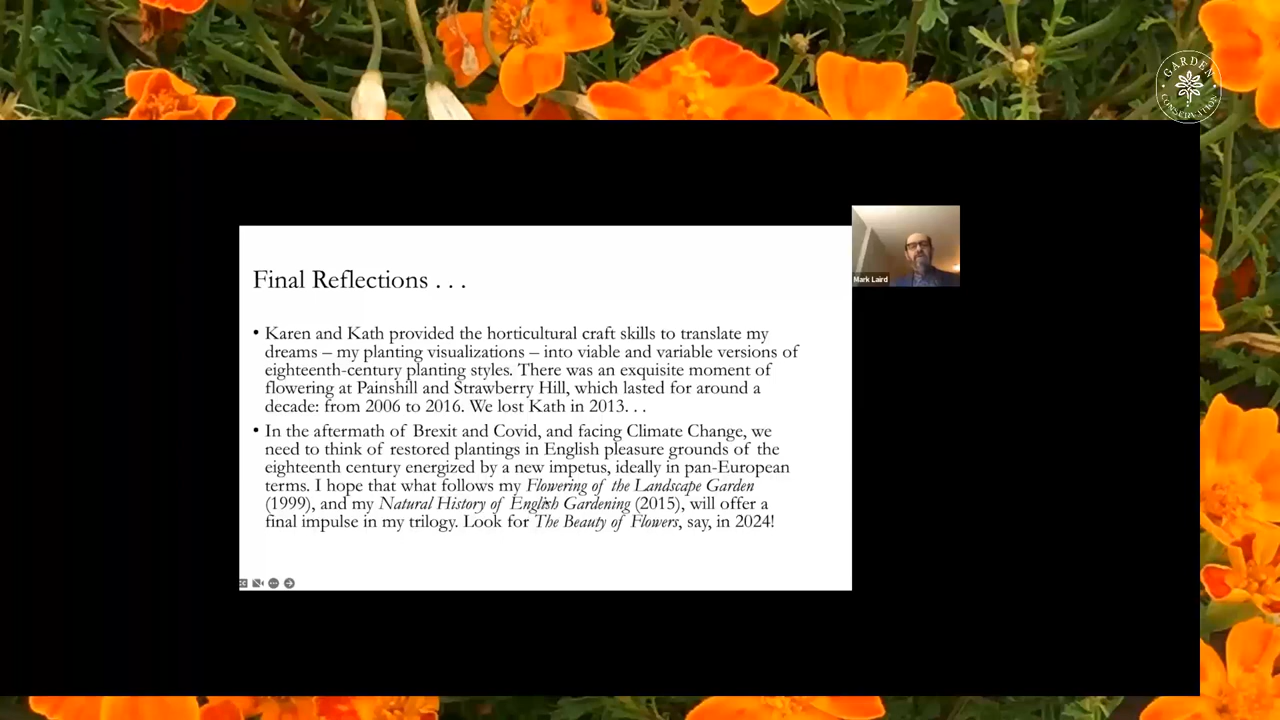 GARDEN
CONSERVATION
Mark Laird
Final Reflections . . .
• Karen and Kath provided the horticultural craft skills to translate my
dreams – my planting visualizations – into viable and variable versions of
eighteenth-century planting styles. There was an exquisite moment of
flowering at Painshill and Strawberry Hill, which lasted for around a
decade: from 2006 to 2016. We lost Kath in 2013. . .
• In the aftermath of Brexit and Covid, and facing Climate Change, we
need to think of restored plantings in English pleasure grounds of the
eighteenth century energized by a new impetus, ideally in pan-European
terms. I hope that what follows my Flowering of the Landscape Garden
(1999), and my Natural History of English Gardening (2015), will offer a
final impulse in my trilogy. Look for The Beauty of Flowers, say, in 2024!